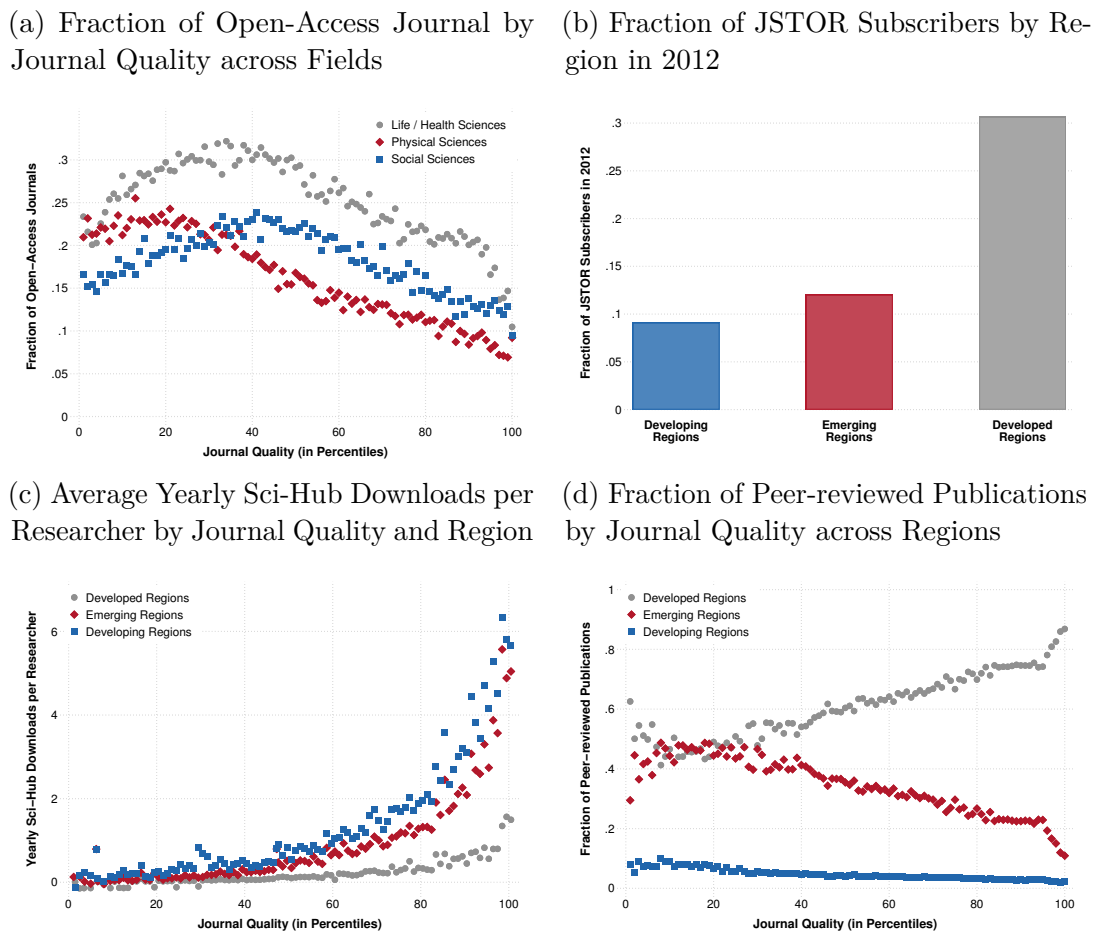 (a) Fraction of Open-Access Journal by
Journal Quality across Fields
Fraction of Open−Access Journals
.3
.25
.2
.15
.1
.05
0
Life / Health Sciences
Physical Sciences
Social Sciences
0 20 40 60 80 100
Journal Quality (in Percentiles)
(b) Fraction of JSTOR Subscribers by Re-
gion in 2012
Fraction of JSTOR Subscribers in 2012
.3
.25
.2
.15
.1
.05
0
Developing Emerging Developed
Regions Regions Regions
(c) Average Yearly Sci-Hub Downloads per
Researcher by Journal Quality and Region
Yearly Sci−Hub Downloads per Researcher
6
4
2
0
Developed Regions
Emerging Regions
Developing Regions
0 20 40 60 80 100
Journal Quality (in Percentiles)
(d) Fraction of Peer-reviewed Publications
by Journal Quality across Regions
Fraction of Peer−reviewed Publications
1
.8
.6
.4
.2
0
Developed Regions
Emerging Regions
Developing Regions
0 20 40 60 80 100
Journal Quality (in Percentiles)